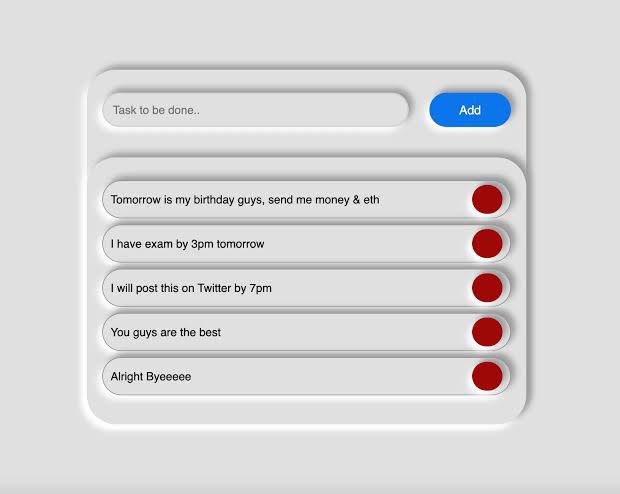 Task to be done..
Add
Tomorrow is my birthday guys, send me money & eth
I have exam by 3pm tomorrow
I will post this on Twitter by 7pm
You guys are the best
Alright Byeeeee